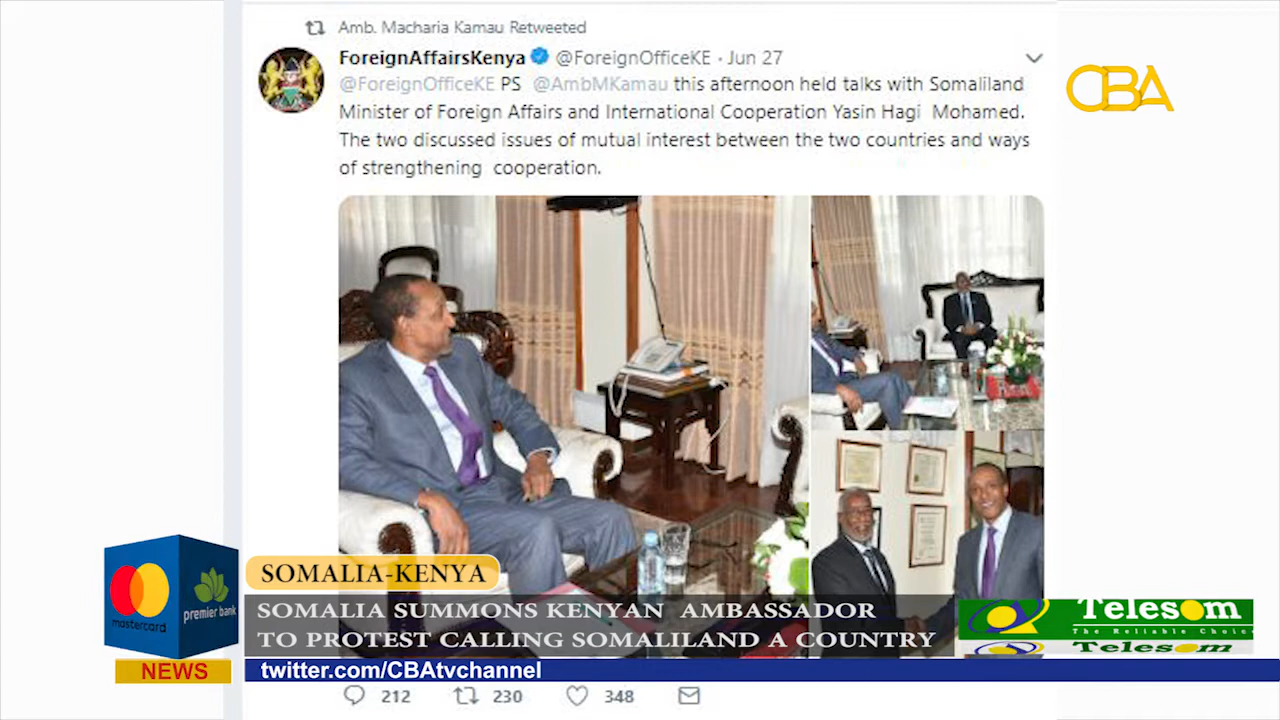 Amb. Macharia Kamau Retweeted
ForeignAffairsKenya @ForeignOfficeKE · Jun 27
@ForeignOfficeKE PS @AmbMKamau this afternoon held talks with Somaliland
Minister of Foreign Affairs and International Cooperation Yasin Hagi Mohamed.
The two discussed issues of mutual interest between the two countries and ways
of strengthening cooperation.
CBA
SOMALIA-KENYA
SOMALIA SUMMONS KENYAN AMBASSADOR
TO PROTEST CALLING SOMALILAND A COUNTRY
mastercard
premier bank
NEWS
twitter.com/CBAtvchannel
Telesom
The Reliable Choice
Telesom
212 230 348